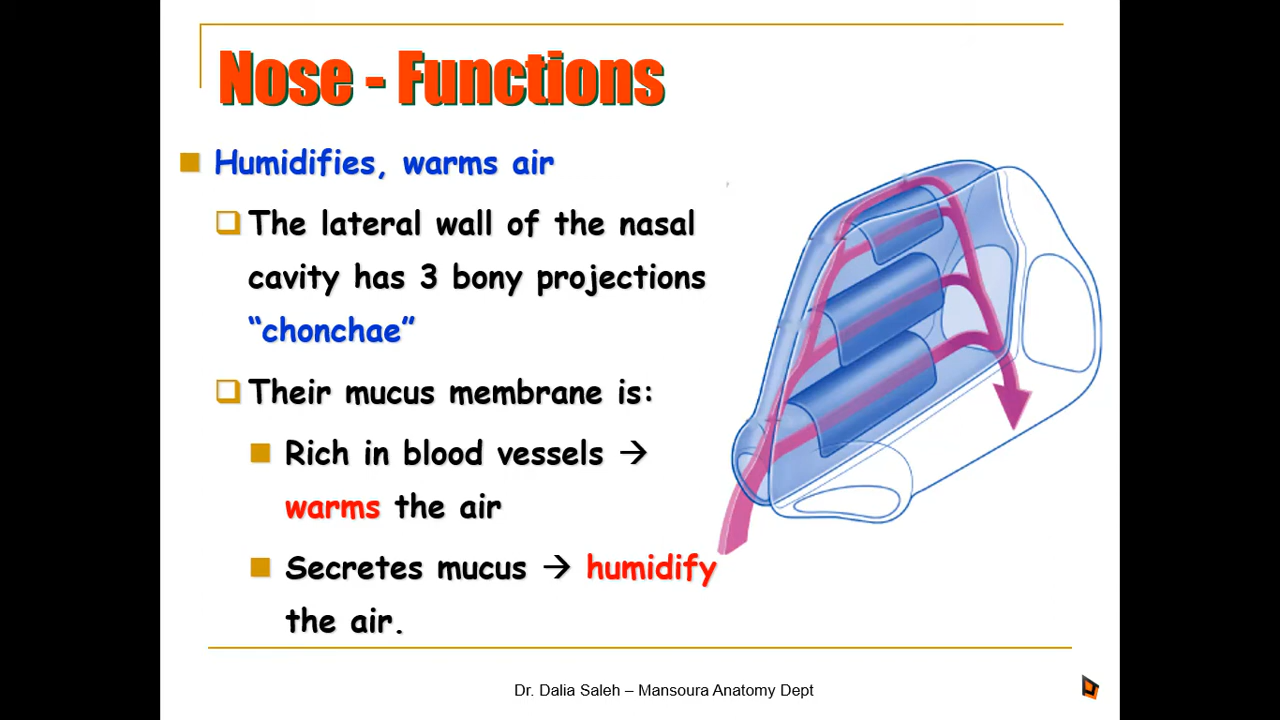 Nose - Functions
Humidifies, warms air
The lateral wall of the nasal
cavity has 3 bony projections
“chonchae”
Their mucus membrane is:
Rich in blood vessels →
warms the air
Secretes mucus → humidify
the air.
Dr. Dalia Saleh – Mansoura Anatomy Dept